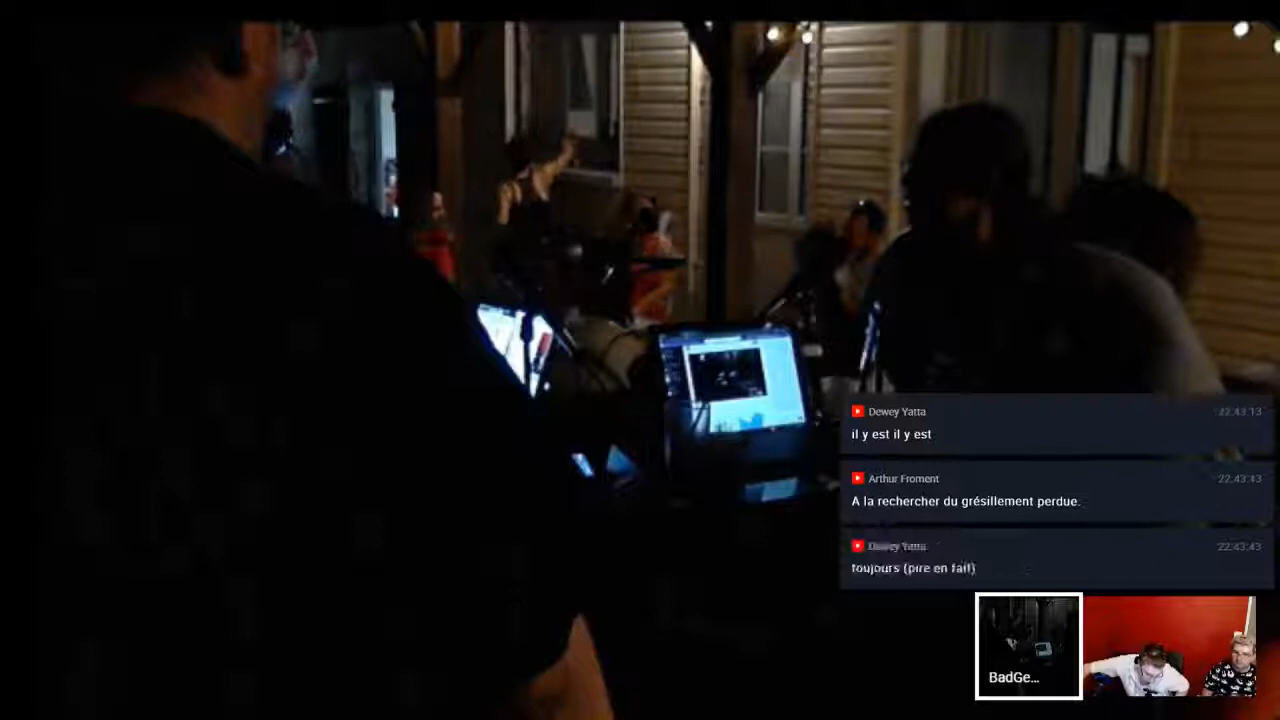 Dewey Yatta 22:43:13
il y est il y est
Arthur Froment 22:43:43
A la rechercher du grésillement perdue.
Dewey Yatta 22:43:43
toujours (pire en fait)
BadGe...